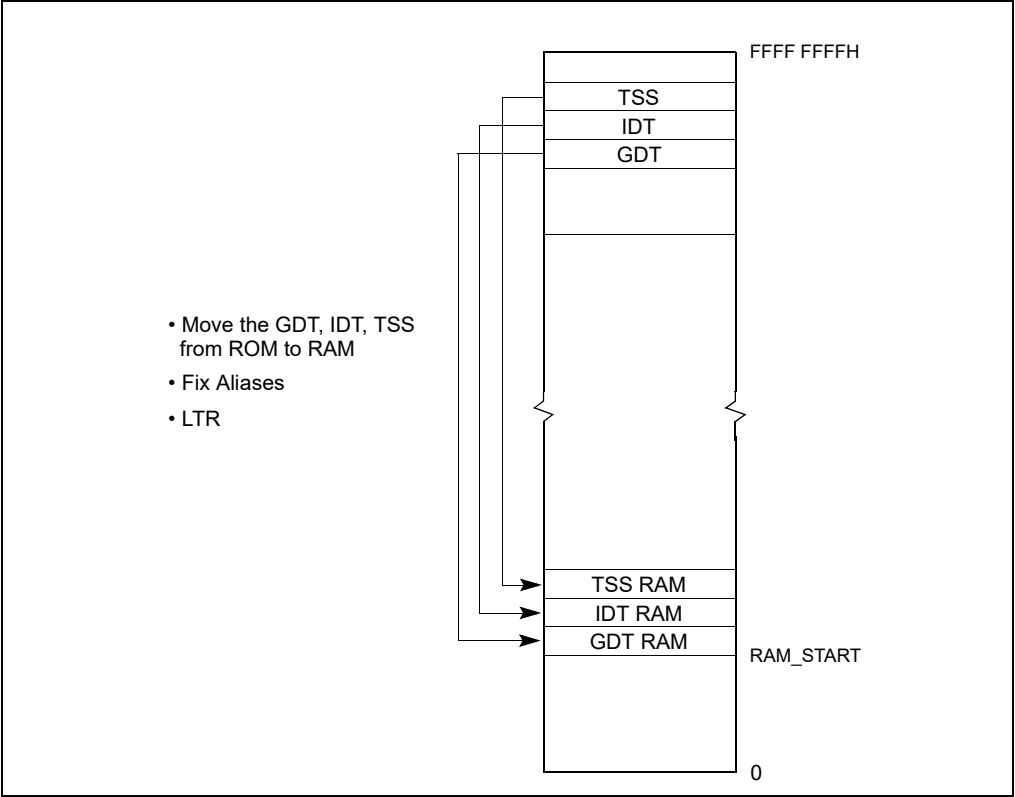 FFFF FFFFH
TSS
IDT
GDT
• Move the GDT, IDT, TSS
from ROM to RAM
• Fix Aliases
• LTR
TSS RAM
IDT RAM
GDT RAM
RAM_START
0